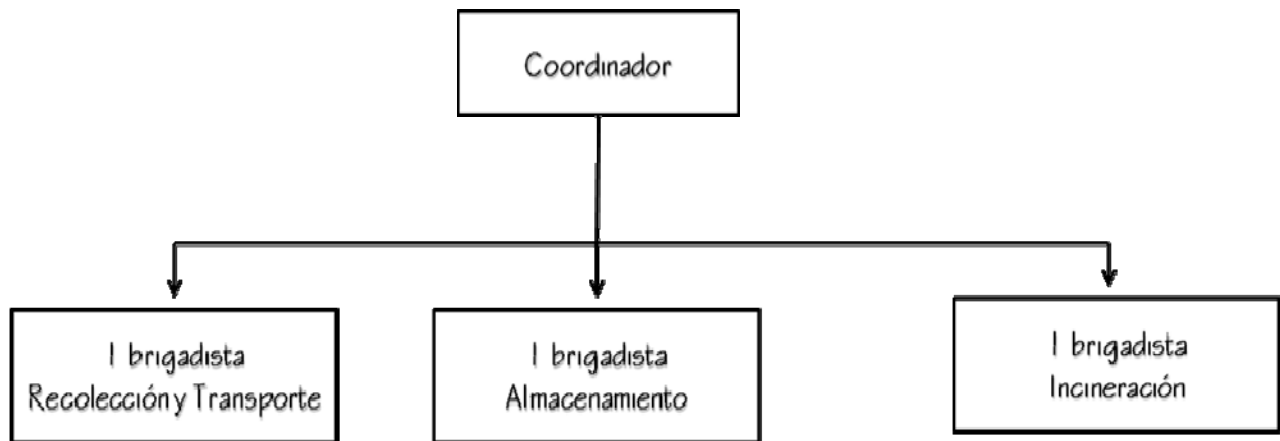 Coordinador
1 brigadista
Recolección y Transporte
1 brigadista
Almacenamiento
1 brigadista
Incineración